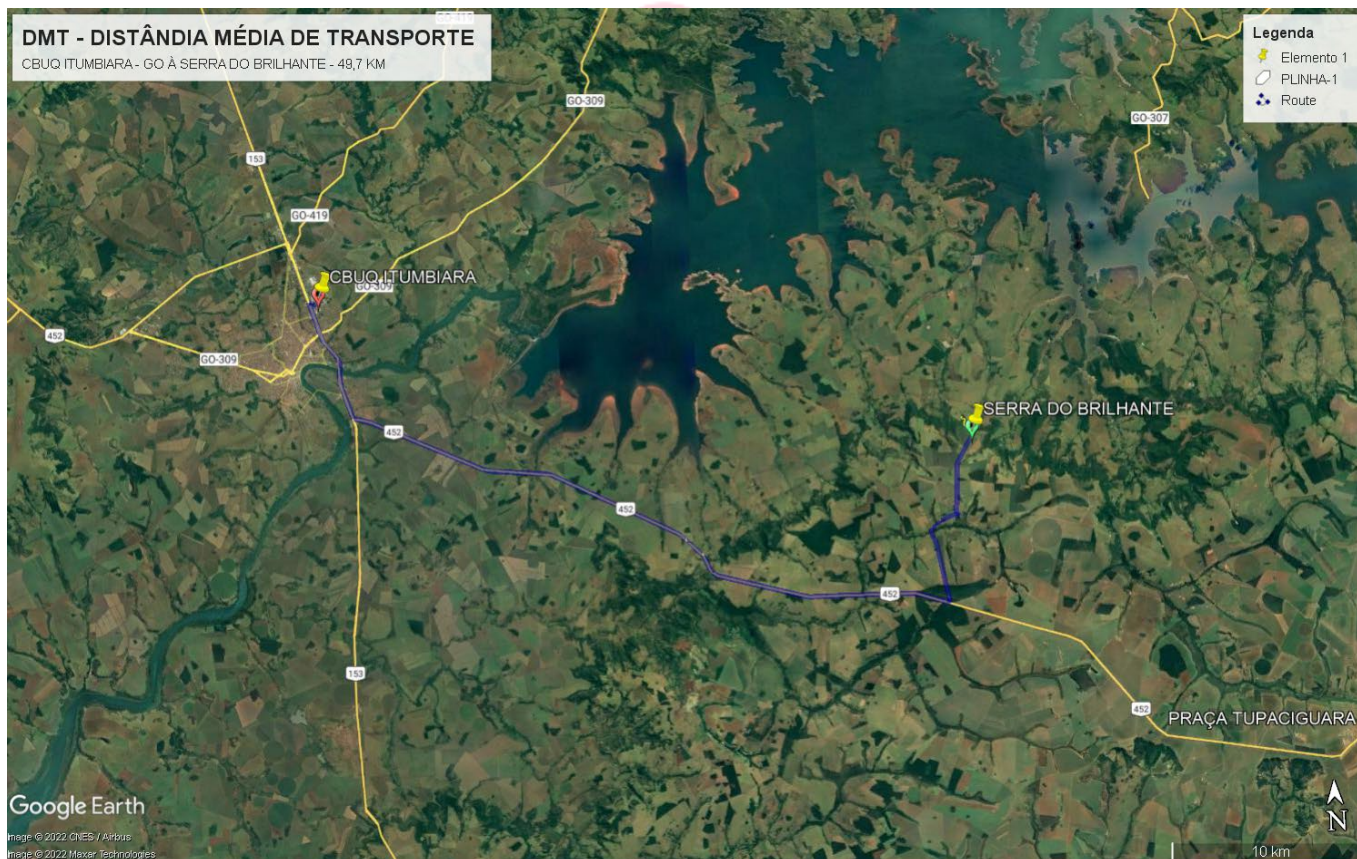 DMT - DISTÂNDIA MÉDIA DE TRANSPORTE
CBUQ ITUMBIARA - GO À SERRA DO BRILHANTE - 49,7 KM
Legenda
Elemento 1
PLINHA-1
Route
GO-419
GO-309
GO-307
153
GO-419
CBUQ ITUMBIARA
GO-309
452
GO-309
SERRA DO BRILHANTE
452
452
452
153
452
PRAÇA TUPACIGUARA
Google Earth
Image © 2022 CNES / Airbus
Image © 2022 Maxar Technologies
N
10 km